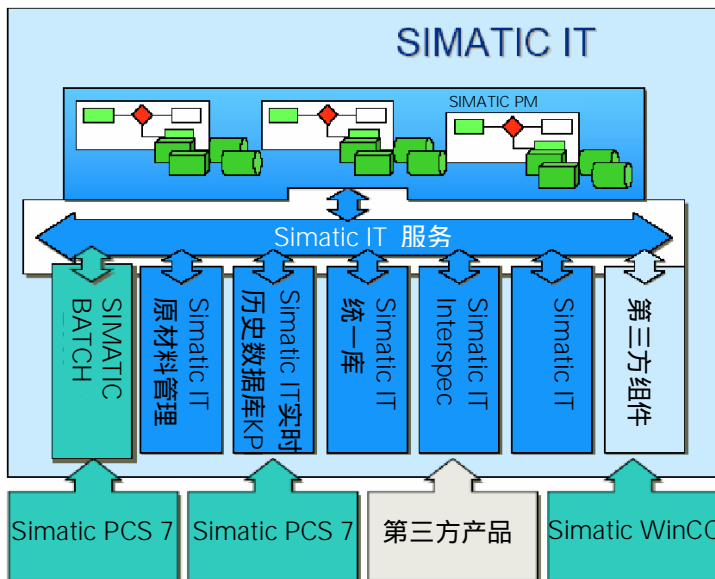 SIMATIC IT
SIMATIC PM
Simatic IT 服务
SIMATIC
BATCH
Simatic IT
原材料管理
Simatic IT实时
历史数据库KP
Simatic IT
统一库
Simatic IT
Interspec
Simatic IT
第三方组件
Simatic PCS 7
Simatic PCS 7
第三方产品
Simatic WinCC